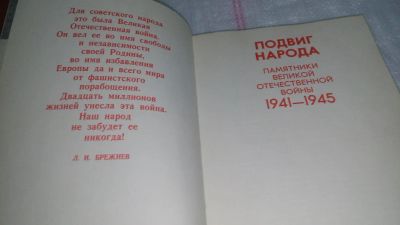 Для советского народа
это была Великая
Отечественная война.
Он вел ее во имя свободы
и независимости
своей Родины,
во имя избавления
Европы да и всего мира
от фашистского
порабощения.
Двадцать миллионов
жизней унесла эта война.
Наш народ
не забудет ее
никогда!
Л. И. БРЕЖНЕВ
ПОДВИГ
НАРОДА
ПАМЯТНИКИ
ВЕЛИКОЙ
ОТЕЧЕСТВЕННОЙ
ВОЙНЫ
1941—1945